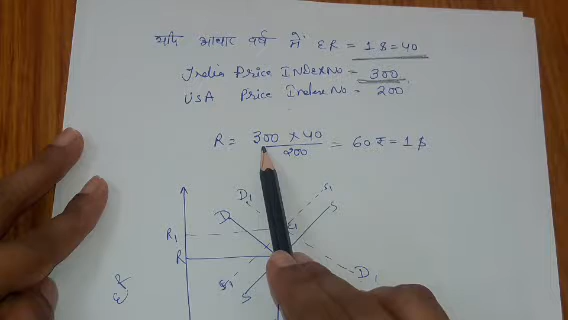 यदि आधार वर्ष में ER = 1 $ = 40
India Price INDEX No = 300
USA Price Index No = 200
R = 300 × 40 / 200 = 60 ₹ = 1 $
D1 S1
D S
R1
R
S1 D1
S